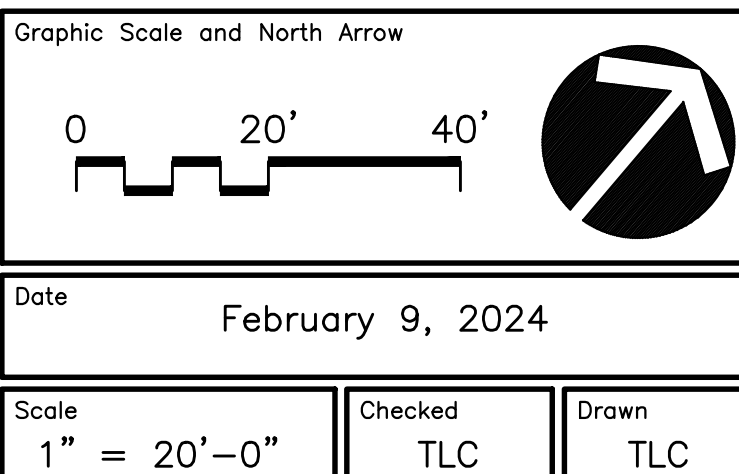 Graphic Scale and North Arrow
0 20' 40'
Date
February 9, 2024
Scale Checked Drawn
1" = 20'-0" TLC TLC